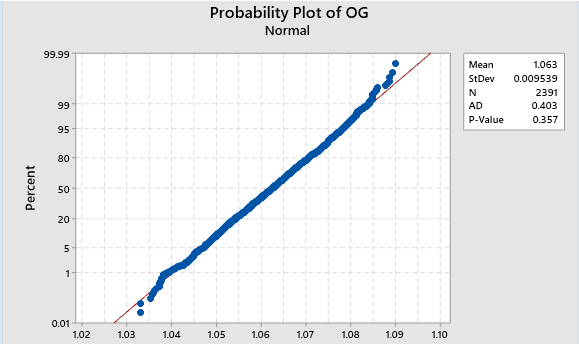 Probability Plot of OG
Normal
99.99
99
95
80
50
20
5
1
0.01
Percent
1.02 1.03 1.04 1.05 1.06 1.07 1.08 1.09 1.10
Mean 1.063
StDev 0.009539
N 2391
AD 0.403
P-Value 0.357